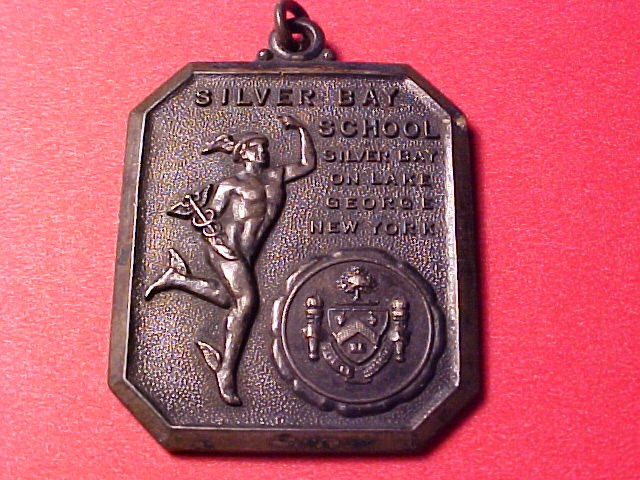 SILVER BAY
SCHOOL
SILVER BAY
ON LAKE
GEORGE
NEW YORK